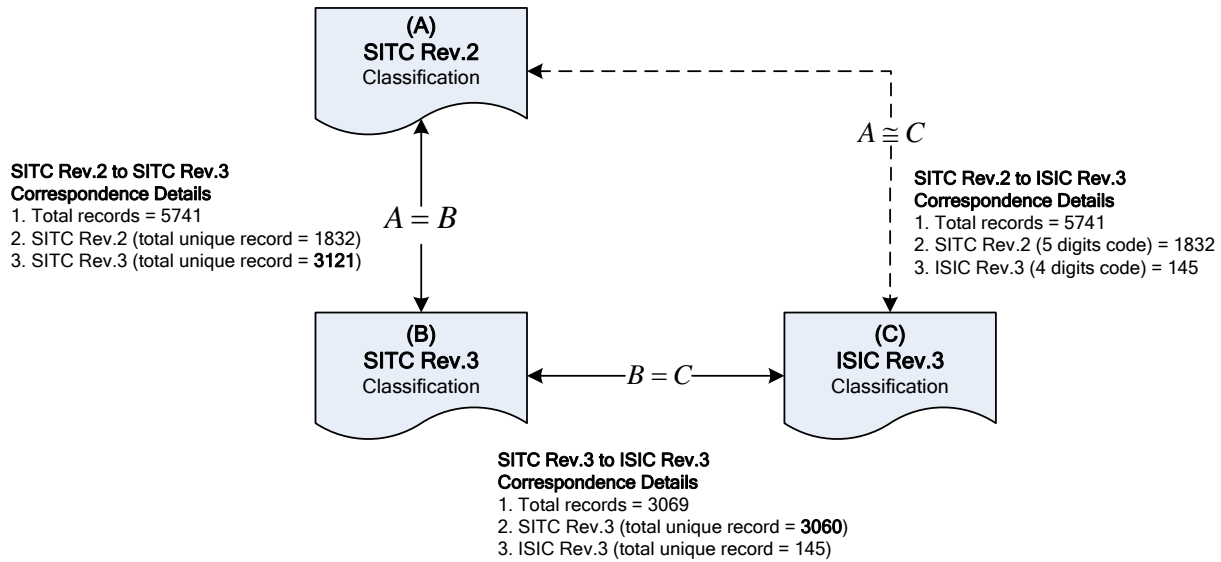 (A)
SITC Rev.2
Classification
A ≅ C
SITC Rev.2 to SITC Rev.3
Correspondence Details
1. Total records = 5741
2. SITC Rev.2 (total unique record = 1832)
3. SITC Rev.3 (total unique record = 3121)
A = B
SITC Rev.2 to ISIC Rev.3
Correspondence Details
1. Total records = 5741
2. SITC Rev.2 (5 digits code) = 1832
3. ISIC Rev.3 (4 digits code) = 145
(B)
SITC Rev.3
Classification
B = C
(C)
ISIC Rev.3
Classification
SITC Rev.3 to ISIC Rev.3
Correspondence Details
1. Total records = 3069
2. SITC Rev.3 (total unique record = 3060)
3. ISIC Rev.3 (total unique record = 145)